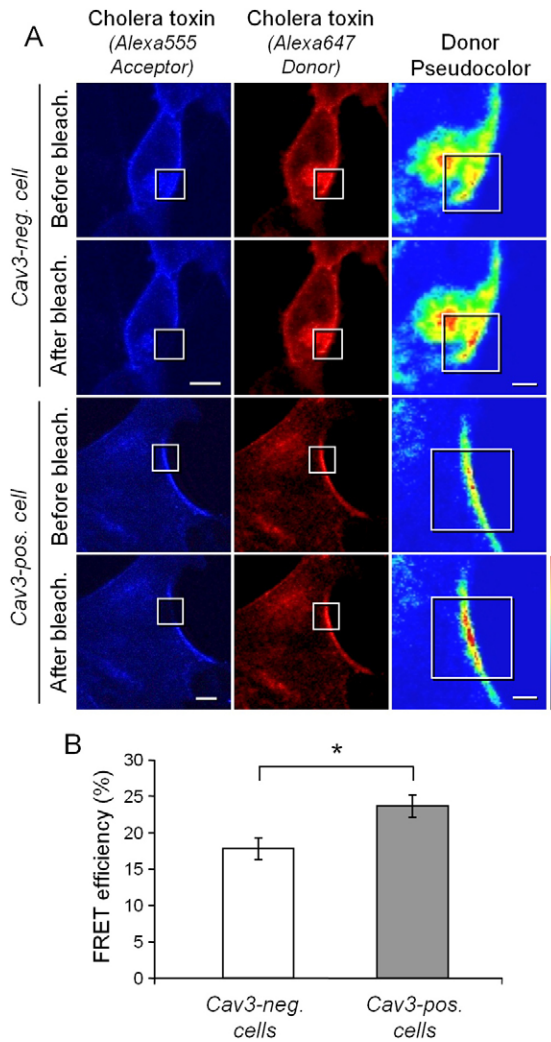 A
Cholera toxin
(Alexa555
Acceptor)
Cholera toxin
(Alexa647
Donor)
Donor
Pseudocolor
Cav3-neg. cell
Before bleach.
After bleach.
Cav3-pos. cell
Before bleach.
After bleach.
B
FRET efficiency (%)
30
25
20
15
10
5
0
*
Cav3-neg.
cells
Cav3-pos.
cells